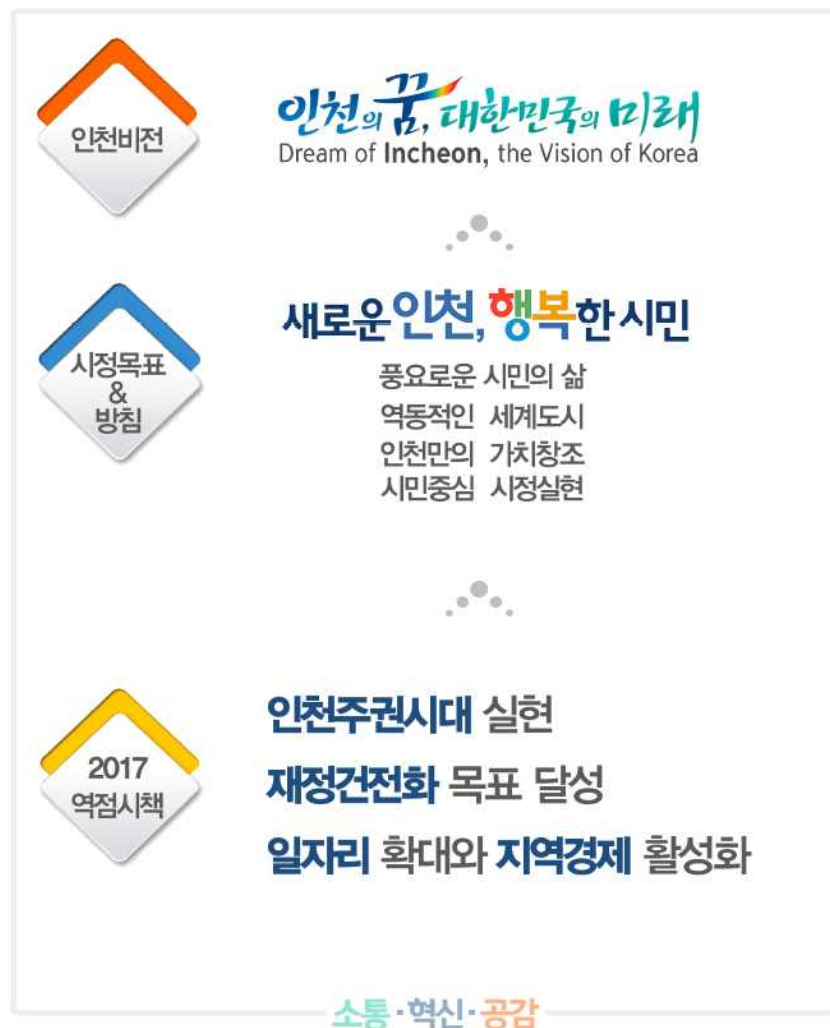 인천비전
인천의 꿈, 대한민국의 미래
Dream of Incheon, the Vision of Korea
시정목표
&
방침
새로운 인천, 행복한 시민
풍요로운 시민의 삶
역동적인 세계도시
인천만의 가치창조
시민중심 시정실현
2017
역점시책
인천주권시대 실현
재정건전화 목표 달성
일자리 확대와 지역경제 활성화
소통·혁신·공감